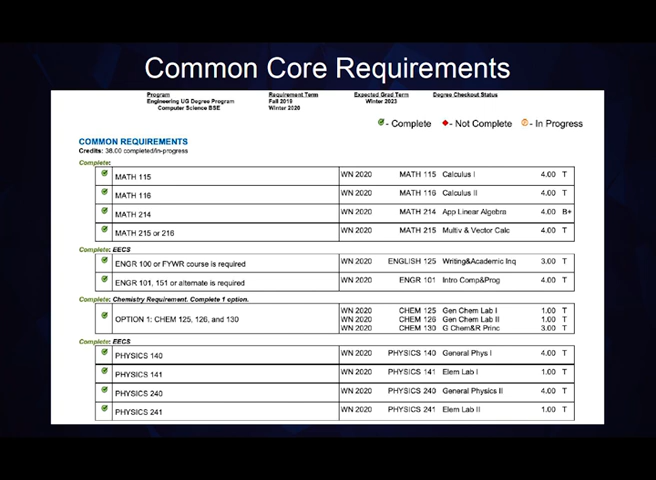 Common Core Requirements
Program Requirement Term Expected Grad Term Degree Checkout Status
Engineering UG Degree Program Fall 2019 Winter 2023
Computer Science BSE Winter 2020
- Complete - Not Complete - In Progress
COMMON REQUIREMENTS
Credits: 38.00 completed/in-progress
Complete:
MATH 115 WN 2020 MATH 115 Calculus I 4.00 T
MATH 116 WN 2020 MATH 116 Calculus II 4.00 T
MATH 214 WN 2020 MATH 214 App Linear Algebra 4.00 B+
MATH 215 or 216 WN 2020 MATH 215 Multiv & Vector Calc 4.00 T
Complete: EECS
ENGR 100 or FYWR course is required WN 2020 ENGLISH 125 Writing&Academic Inq 3.00 T
ENGR 101, 151 or alternate is required WN 2020 ENGR 101 Intro Comp&Prog 4.00 T
Complete: Chemistry Requirement. Complete 1 option.
WN 2020 CHEM 125 Gen Chem Lab I 1.00 T
OPTION 1: CHEM 125, 126, and 130 WN 2020 CHEM 126 Gen Chem Lab II 1.00 T
WN 2020 CHEM 130 G Chem&R Princ 3.00 T
Complete: EECS
PHYSICS 140 WN 2020 PHYSICS 140 General Phys I 4.00 T
PHYSICS 141 WN 2020 PHYSICS 141 Elem Lab I 1.00 T
PHYSICS 240 WN 2020 PHYSICS 240 General Physics II 4.00 T
PHYSICS 241 WN 2020 PHYSICS 241 Elem Lab II 1.00 T